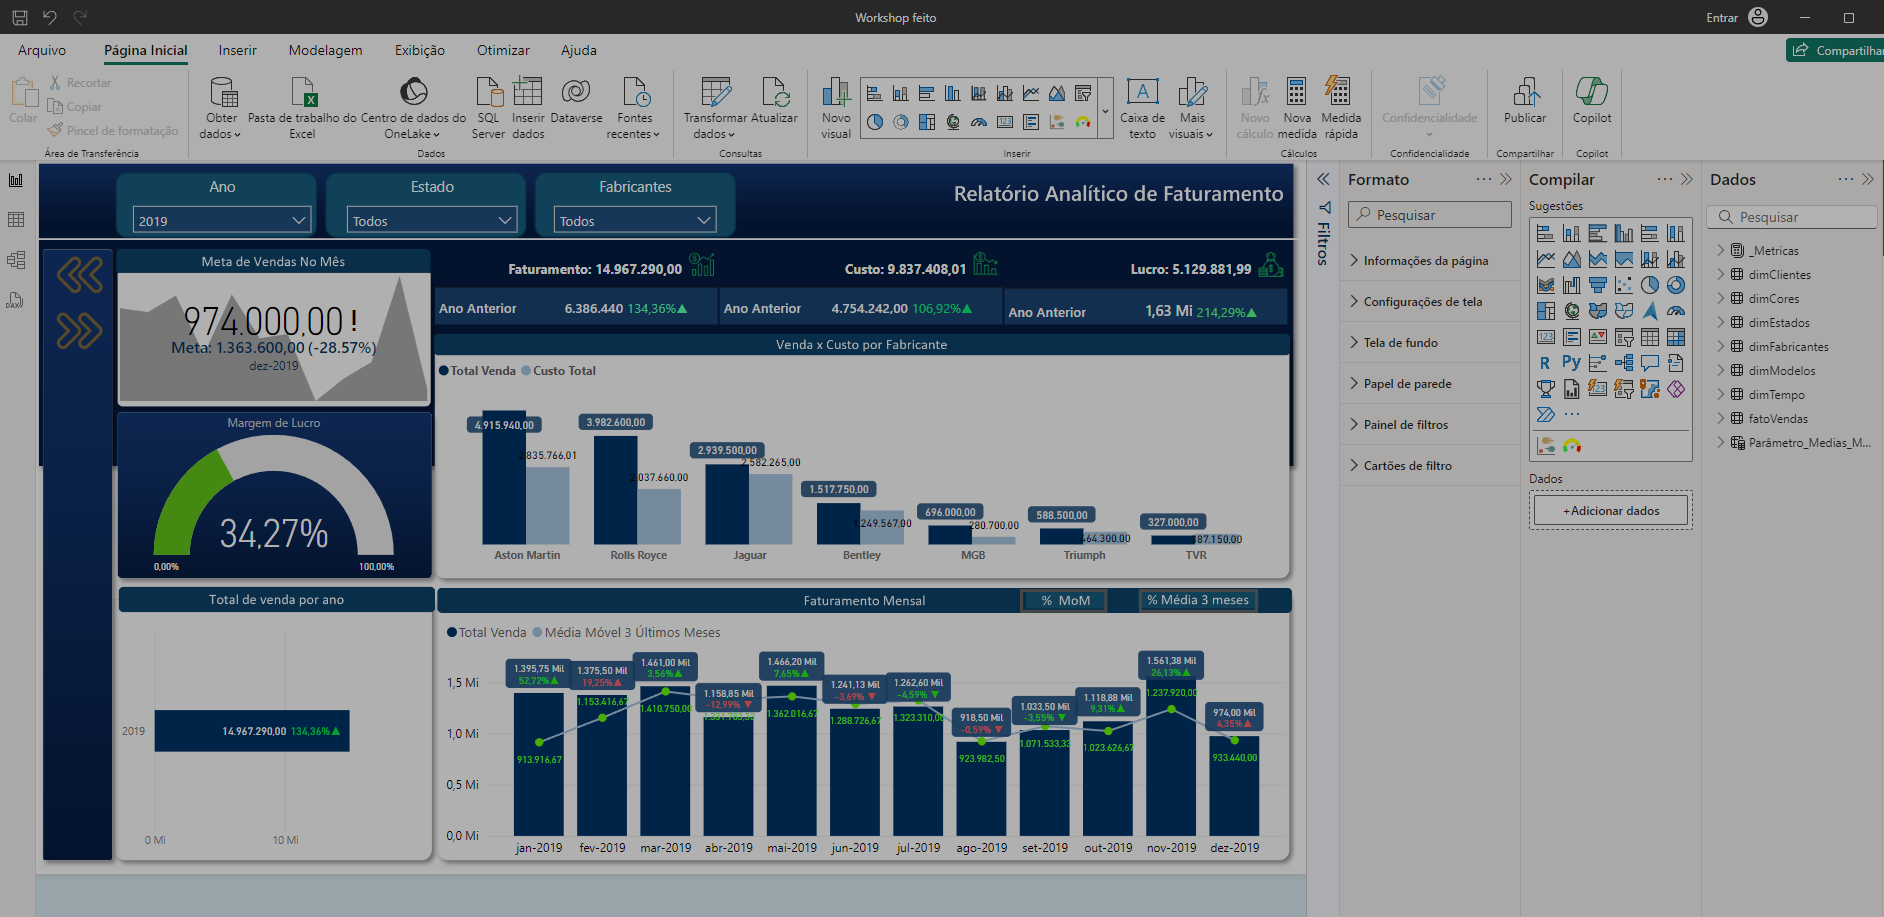 Workshop feito
Entrar
Arquivo Página Inicial Inserir Modelagem Exibição Otimizar Ajuda
Compartilhar
Colar
Recortar
Copiar
Pincel de formatação
Área de Transferência
Obter dados
Pasta de trabalho do Excel
Centro de dados do OneLake
SQL Server
Inserir dados
Dataverse
Fontes recentes
Dados
Transformar dados
Atualizar
Consultas
Novo visual
Caixa de texto
Mais visuais
Inserir
Novo cálculo
Nova medida
Medida rápida
Cálculos
Confidencialidade
Confidencialidade
Publicar
Compartilhar
Copilot
Copilot
Ano
2019
Estado
Todos
Fabricantes
Todos
Relatório Analítico de Faturamento
Meta de Vendas No Mês
974.000,00 !
Meta: 1.363.600,00 (-28.57%)
dez-2019
Faturamento: 14.967.290,00
Custo: 9.837.408,01
Lucro: 5.129.881,99
Ano Anterior 6.386.440 134,36%▲
Ano Anterior 4.754.242,00 106,92%▲
Ano Anterior 1,63 Mi 214,29%▲
Venda x Custo por Fabricante
Total Venda Custo Total
4.915.940,00
2.835.766,01
3.982.600,00
2.037.660,00
2.939.500,00
2.582.265,00
1.517.750,00
1.249.567,00
696.000,00
280.700,00
588.500,00
464.300,00
327.000,00
Aston Martin Rolls Royce Jaguar Bentley MGB Triumph TVR
Margem de Lucro
34,27%
0,00% 100,00%
Total de venda por ano
2019
14.967.290,00 134,36%▲
0 Mi 10 Mi
Faturamento Mensal
% MoM
% Média 3 meses
Total Venda Média Móvel 3 Últimos Meses
1,5 Mi
1,0 Mi
0,5 Mi
0,0 Mi
1.395,75 Mil
52,72%▲
913.916,67
1.375,50 Mil
19,25%▲
1.153.416,67
1.461,00 Mil
3,56%▲
1.410.750,00
1.158,85 Mil
-12,99%▼
1.466,20 Mil
7,65%▲
1.362.016,67
1.241,13 Mil
-3,69%▼
1.288.726,67
1.262,60 Mil
-4,59%▼
1.323.310,00
918,50 Mil
-0,59%▼
923.982,50
1.033,50 Mil
-3,55%▼
1.071.533,33
1.118,88 Mil
9,31%▲
1.023.626,67
1.561,38 Mil
26,13%▲
1.237.920,00
974,00 Mil
4,35%▲
933.440,00
jan-2019 fev-2019 mar-2019 abr-2019 mai-2019 jun-2019 jul-2019 ago-2019 set-2019 out-2019 nov-2019 dez-2019
Filtros
Formato
Pesquisar
Informações da página
Configurações de tela
Tela de fundo
Papel de parede
Painel de filtros
Cartões de filtro
Compilar
Sugestões
R Py
Dados
+Adicionar dados
Dados
Pesquisar
_Metricas
dimClientes
dimCores
dimEstados
dimFabricantes
dimModelos
dimTempo
fatoVendas
Parâmetro_Medias_M...